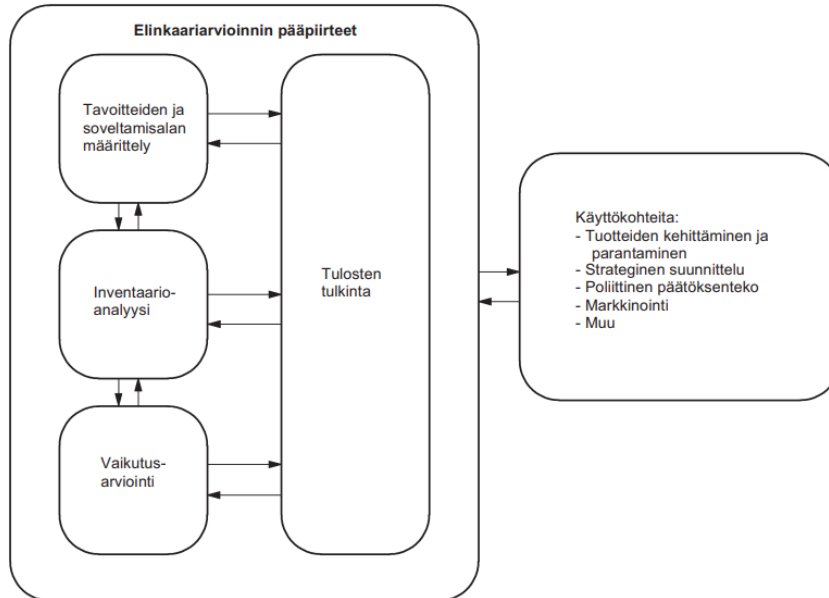 Elinkaariarvioinnin pääpiirteet
Tavoitteiden ja
soveltamisalan
määrittely
Inventaario-
analyysi
Vaikutus-
arviointi
Tulosten
tulkinta
Käyttökohteita:
- Tuotteiden kehittäminen ja
parantaminen
- Strateginen suunnittelu
- Poliittinen päätöksenteko
- Markkinointi
- Muu